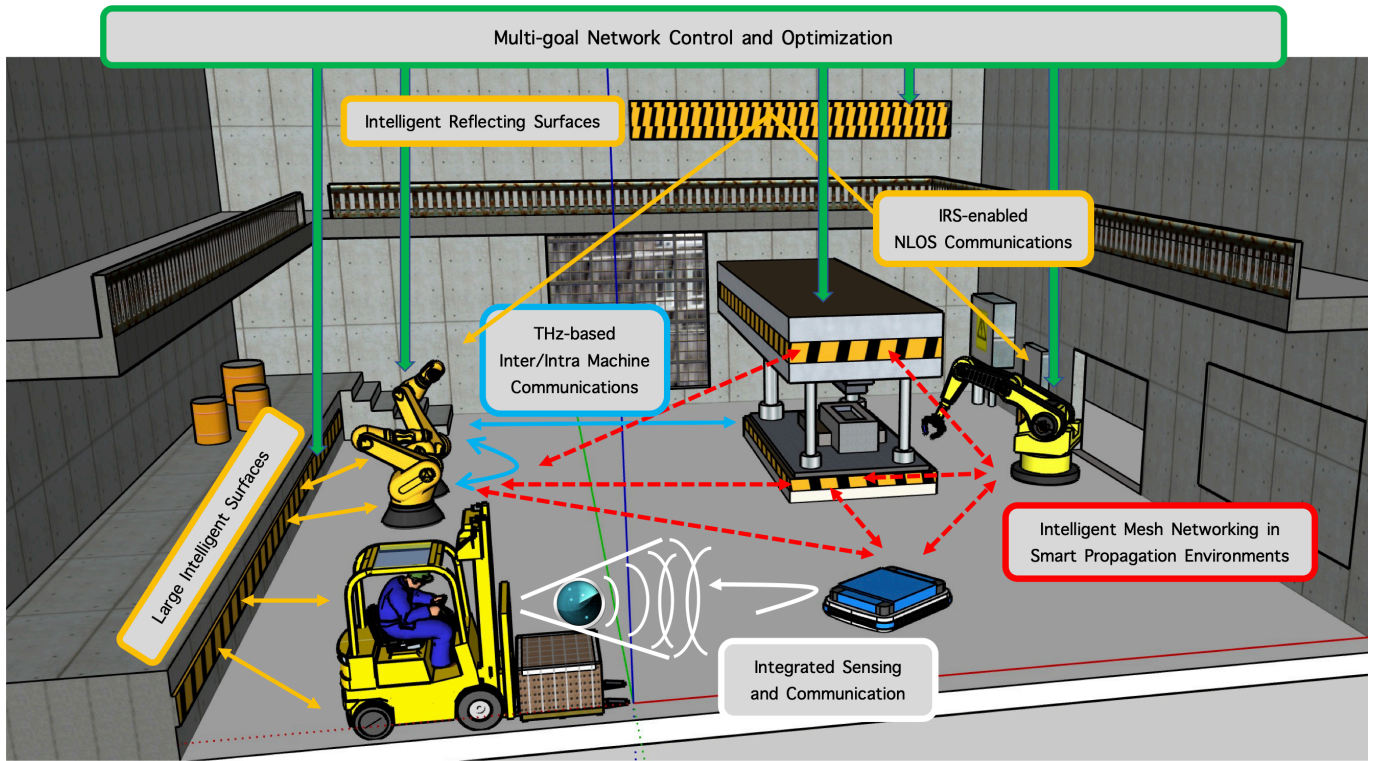 Multi-goal Network Control and Optimization
Intelligent Reflecting Surfaces
IRS-enabled
NLOS Communications
THz-based
Inter/Intra Machine
Communications
Large Intelligent Surfaces
Intelligent Mesh Networking in
Smart Propagation Environments
Integrated Sensing
and Communication